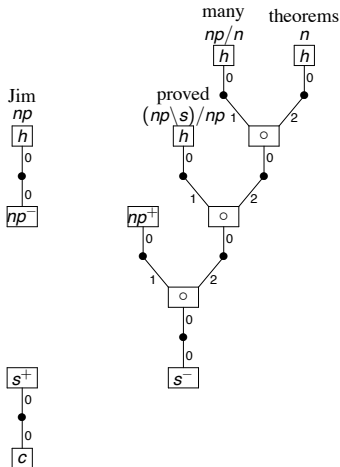 many theorems
np/n n
h h
0 0
Jim proved 1 2
np (np\s)/np
h h ∘
0 0 0
0 1 2
np⁻ np⁺ ∘
0 0
1 2
∘
0
s⁺ 0
0 s⁻
0
c